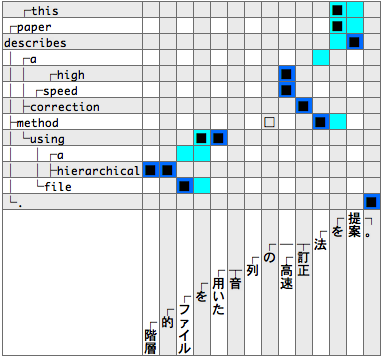 this
paper
describes
a
high
speed
correction
method
using
a
hierarchical
file
.
階層
的
ファイル
を
用いた
音
列
の
高速
訂正
法
を
提案
。